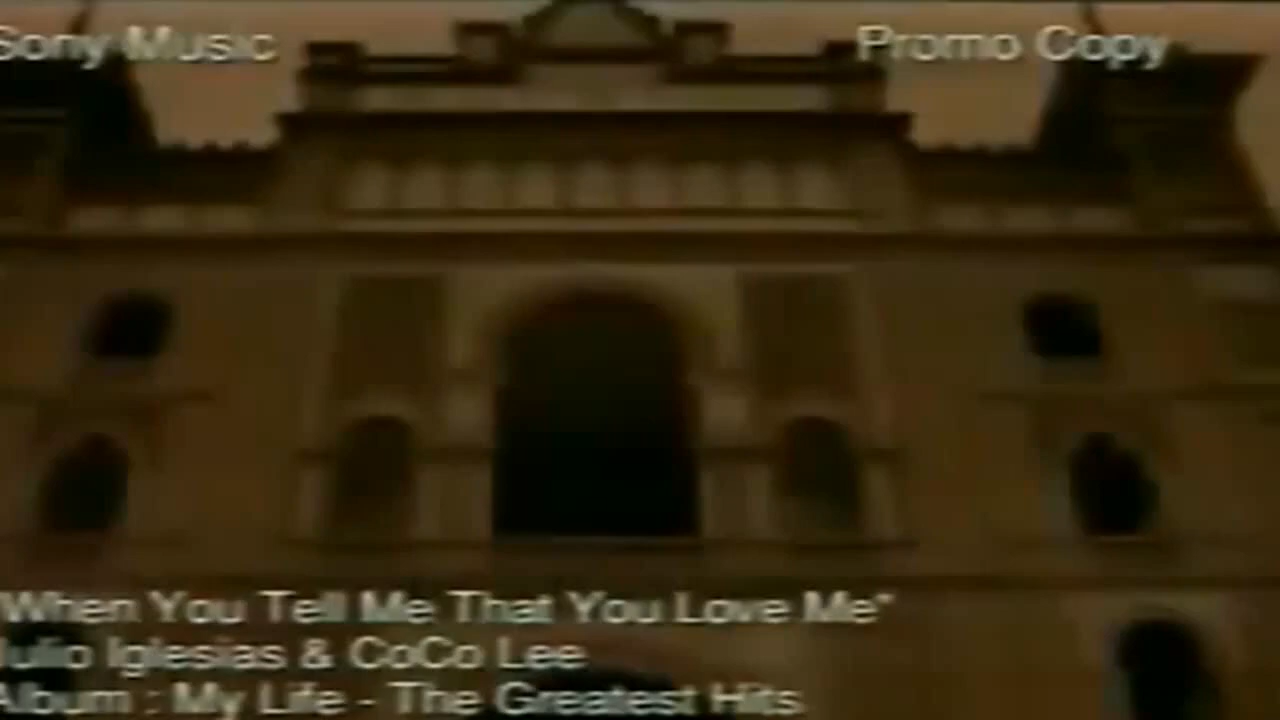 Sony Music
Promo Copy
"When You Tell Me That You Love Me"
Julio Iglesias & CoCo Lee
Album : My Life - The Greatest Hits